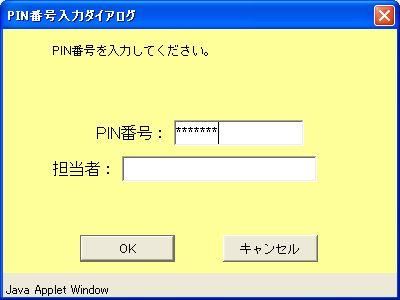 PIN番号入力ダイアログ
PIN番号を入力してください。
PIN番号： *******
担当者：
OK キャンセル
Java Applet Window